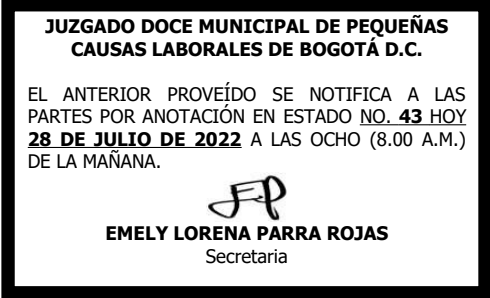 JUZGADO DOCE MUNICIPAL DE PEQUEÑAS
CAUSAS LABORALES DE BOGOTÁ D.C.
EL ANTERIOR PROVEÍDO SE NOTIFICA A LAS
PARTES POR ANOTACIÓN EN ESTADO NO. 43 HOY
28 DE JULIO DE 2022 A LAS OCHO (8.00 A.M.)
DE LA MAÑANA.
EMELY LORENA PARRA ROJAS
Secretaria